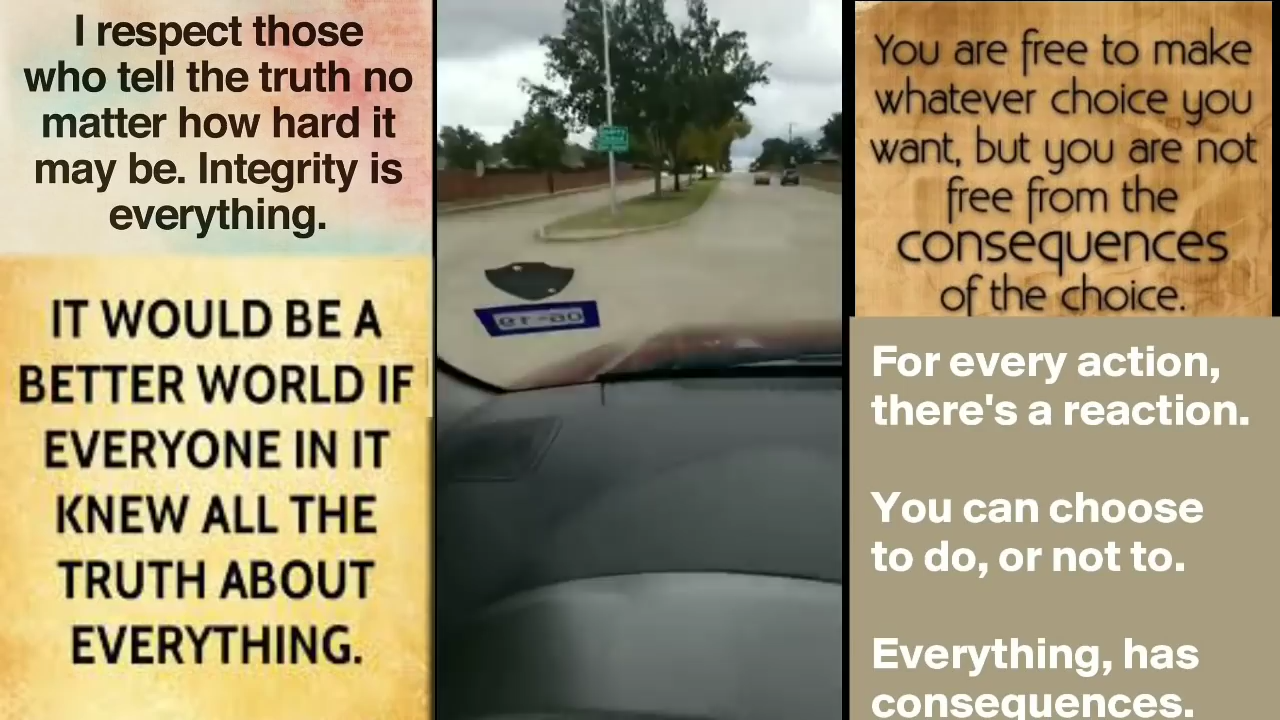 I respect those
who tell the truth no
matter how hard it
may be. Integrity is
everything.
IT WOULD BE A
BETTER WORLD IF
EVERYONE IN IT
KNEW ALL THE
TRUTH ABOUT
EVERYTHING.
You are free to make
whatever choice you
want, but you are not
free from the
consequences
of the choice.
For every action,
there's a reaction.
You can choose
to do, or not to.
Everything, has
consequences.